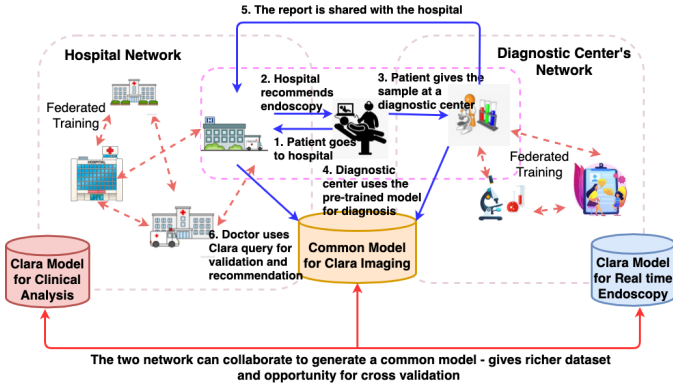 5. The report is shared with the hospital
Hospital Network
Diagnostic Center's
Network
2. Hospital
recommends
endoscopy
3. Patient gives the
sample at a
diagnostic center
Federated
Training
1. Patient goes
to hospital
Federated
Training
4. Diagnostic
center uses the
pre-trained model
for diagnosis
HOSPITAL
6. Doctor uses
Clara query for
validation and
recommendation
Common Model
for Clara Imaging
Clara Model
for Clinical
Analysis
Clara Model
for Real time
Endoscopy
The two network can collaborate to generate a common model - gives richer dataset
and opportunity for cross validation